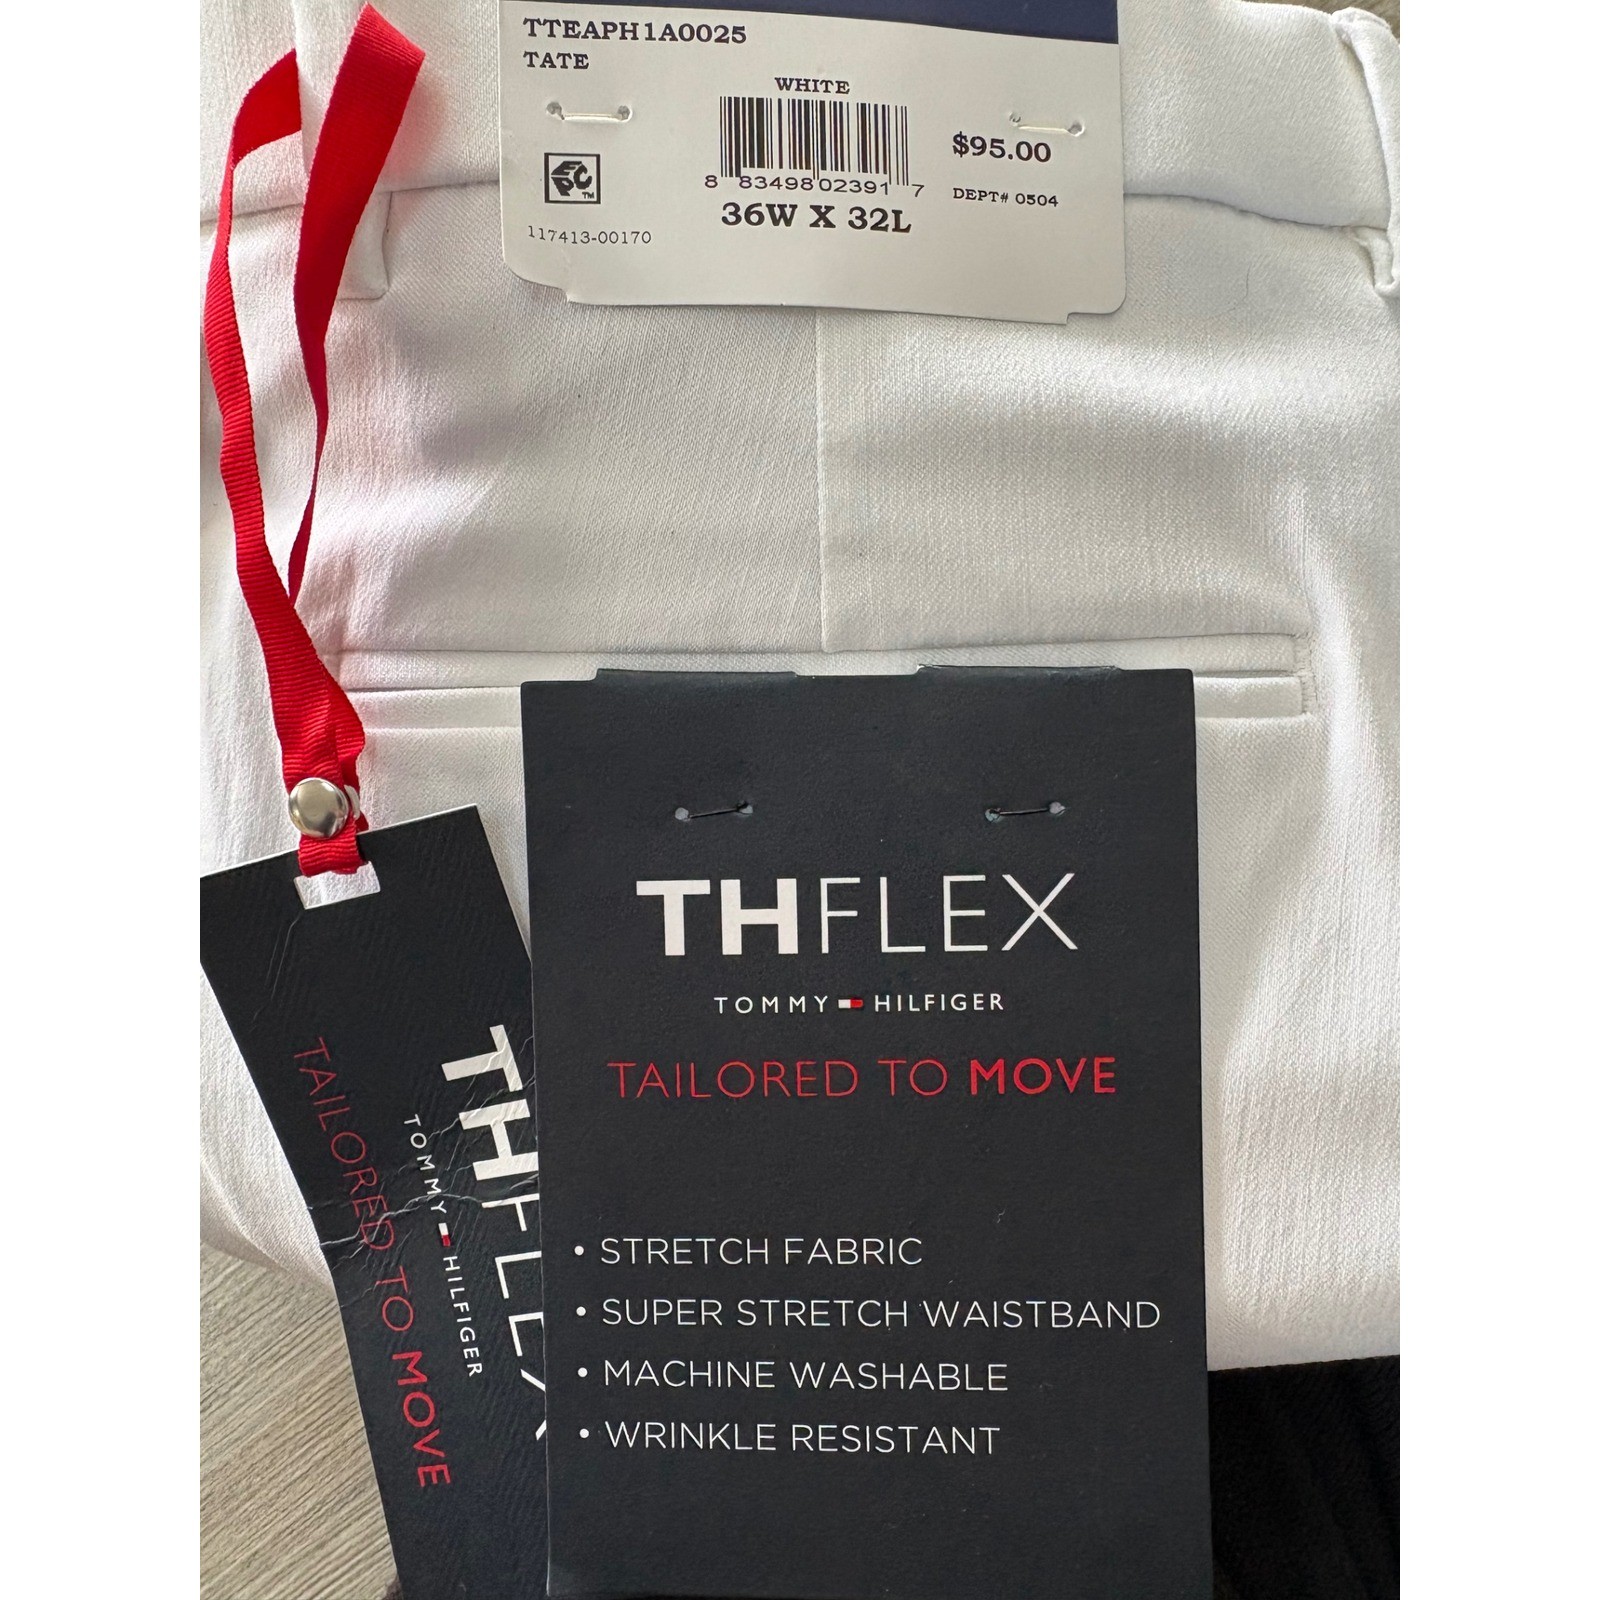 TTEAPH1A0025
TATE
WHITE
$95.00
8 83498 02391 7
DEPT# 0504
EPC™
36W X 32L
117413-00170
THFLEX
TOMMY HILFIGER
TAILORED TO MOVE
• STRETCH FABRIC
• SUPER STRETCH WAISTBAND
• MACHINE WASHABLE
• WRINKLE RESISTANT
THFLEX
TOMMY HILFIGER
TAILORED TO MOVE